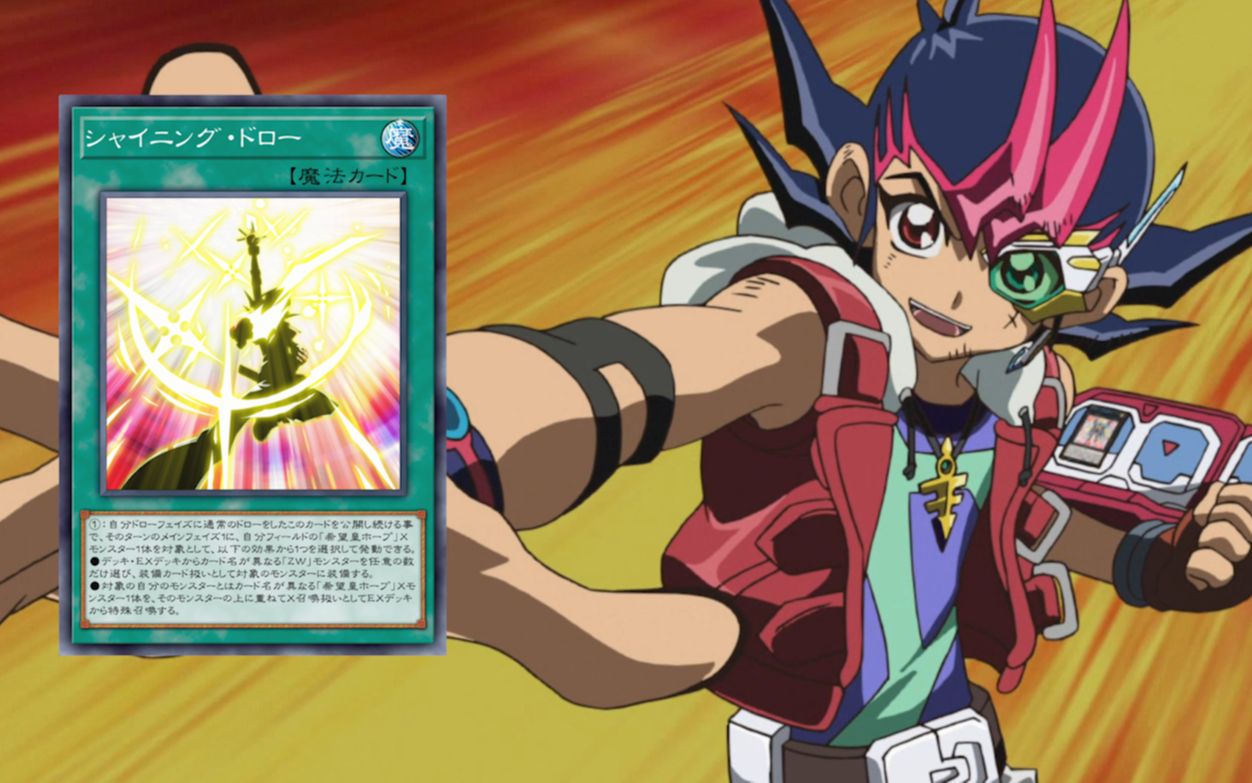 シャイニング・ドロー
魔
【魔法カード】
①：自分ドローフェイズに通常のドローをしたこのカードを公開し続ける事
で、そのターンのメインフェイズ1に、自分フィールドの「希望皇ホープ」X
モンスター1体を対象として、以下の効果から1つを選択して発動できる。
●デッキ・EXデッキからカード名が異なる「ZW」モンスターを任意の数
だけ選び、装備カード扱いとして対象のモンスターに装備する。
●対象の自分のモンスターとはカード名が異なる「希望皇ホープ」Xモ
ンスター1体を、そのモンスターの上に重ねてX召喚扱いとしてEXデッキ
から特殊召喚する。